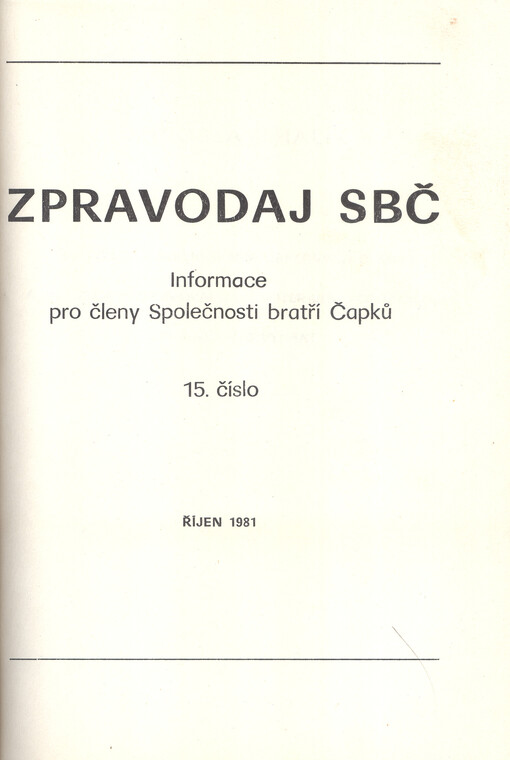 ZPRAVODAJ SBČ
Informace
pro členy Společnosti bratří Čapků
15. číslo
ŘÍJEN 1981